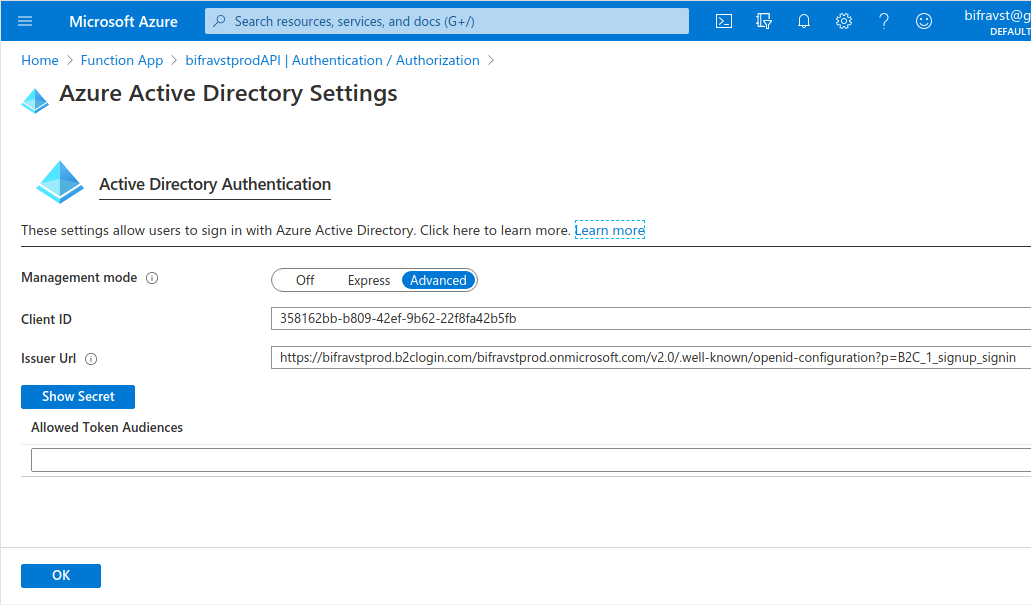 Microsoft Azure Search resources, services, and docs (G+/) bifravst@g
DEFAULT
Home > Function App > bifravstprodAPI | Authentication / Authorization >
Azure Active Directory Settings
Active Directory Authentication
These settings allow users to sign in with Azure Active Directory. Click here to learn more. Learn more
Management mode Off Express Advanced
Client ID 358162bb-b809-42ef-9b62-22f8fa42b5fb
Issuer Url https://bifravstprod.b2clogin.com/bifravstprod.onmicrosoft.com/v2.0/.well-known/openid-configuration?p=B2C_1_signup_signin
Show Secret
Allowed Token Audiences
OK